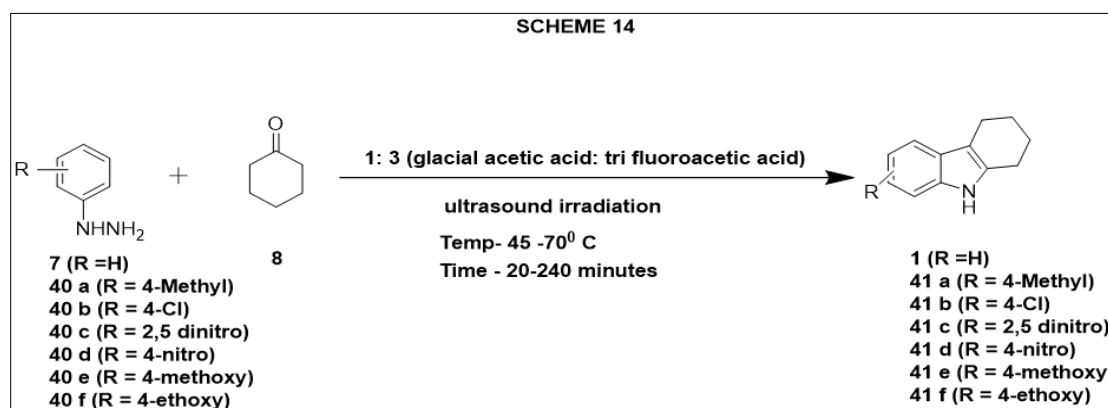 SCHEME 14
O
R
+
NHNH2
1: 3 (glacial acetic acid: tri fluoroacetic acid)
ultrasound irradiation
Temp- 45 -70⁰ C
Time - 20-240 minutes
R
N
H
7 (R =H)
40 a (R = 4-Methyl)
40 b (R = 4-Cl)
40 c (R = 2,5 dinitro)
40 d (R = 4-nitro)
40 e (R = 4-methoxy)
40 f (R = 4-ethoxy)
8
1 (R =H)
41 a (R = 4-Methyl)
41 b (R = 4-Cl)
41 c (R = 2,5 dinitro)
41 d (R = 4-nitro)
41 e (R = 4-methoxy
41 f (R = 4-ethoxy)